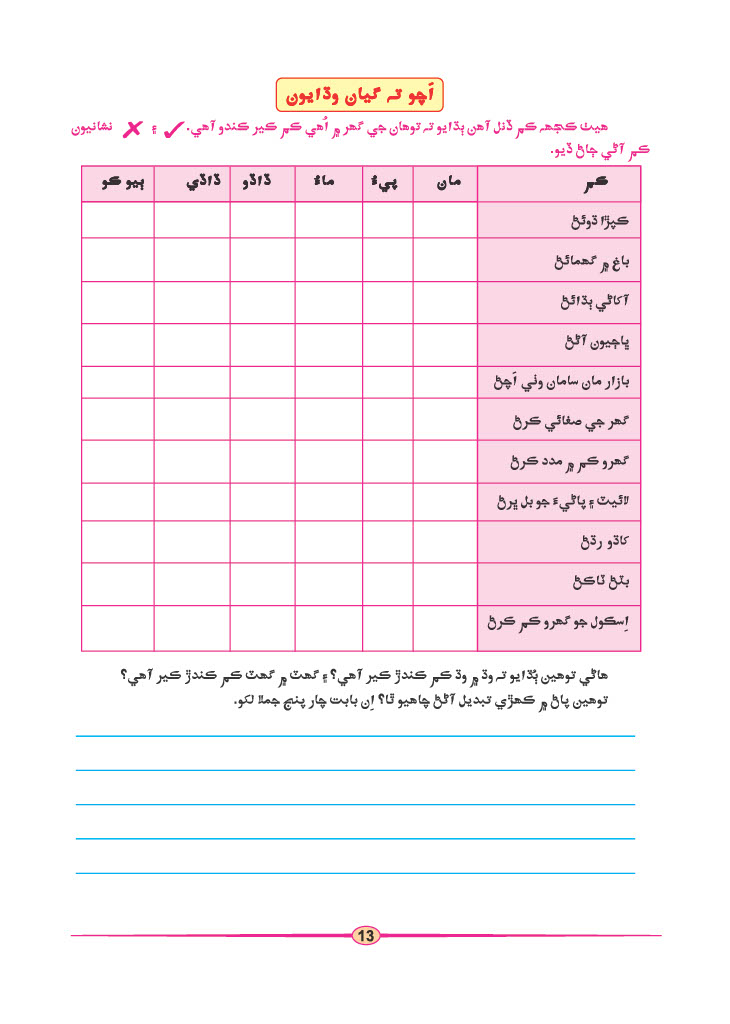 اَچو تہ گيان وڌايون
هيٺ ڪجهہ ڪم ڏنل آهن ٻڌايو تہ توهان جي گهر ۾ اُهي ڪم ڪير ڪندو آهي. ✓ ۽ ✗ نشانيون
ڪم آڻي ڄاڻ ڏيو.
ڪم مان پيءُ ماءُ ڏاڏو ڏاڏي ٻيو ڪو
ڪپڙا ڌوئڻ
باغ ۾ گهمائڻ
آکاڻي ٻڌائڻ
ڀاڄيون آڻڻ
بازار مان سامان وٺي اَچڻ
گهر جي صفائي ڪرڻ
گهرو ڪم ۾ مدد ڪرڻ
لائيٽ ۽ پاڻيءَ جو بل ڀرڻ
کاڌو رڌڻ
بٽڻ ٽاڪڻ
اِسڪول جو گهرو ڪم ڪرڻ
هاڻي توهين ٻُڌايو تہ وڌ ۾ وڌ ڪم ڪندڙ ڪير آهي؟ ۽ گهٽ ۾ گهٽ ڪم ڪندڙ ڪير آهي؟
توهين پاڻ ۾ ڪهڙي تبديل آڻڻ چاهيو ٿا؟ اِن بابت چار پنج جملا لکو.
13